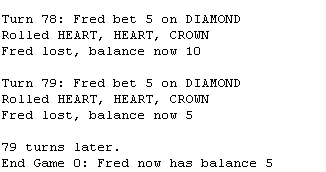 Turn 78: Fred bet 5 on DIAMOND
Rolled HEART, HEART, CROWN
Fred lost, balance now 10
Turn 79: Fred bet 5 on DIAMOND
Rolled HEART, HEART, CROWN
Fred lost, balance now 5
79 turns later.
End Game 0: Fred now has balance 5